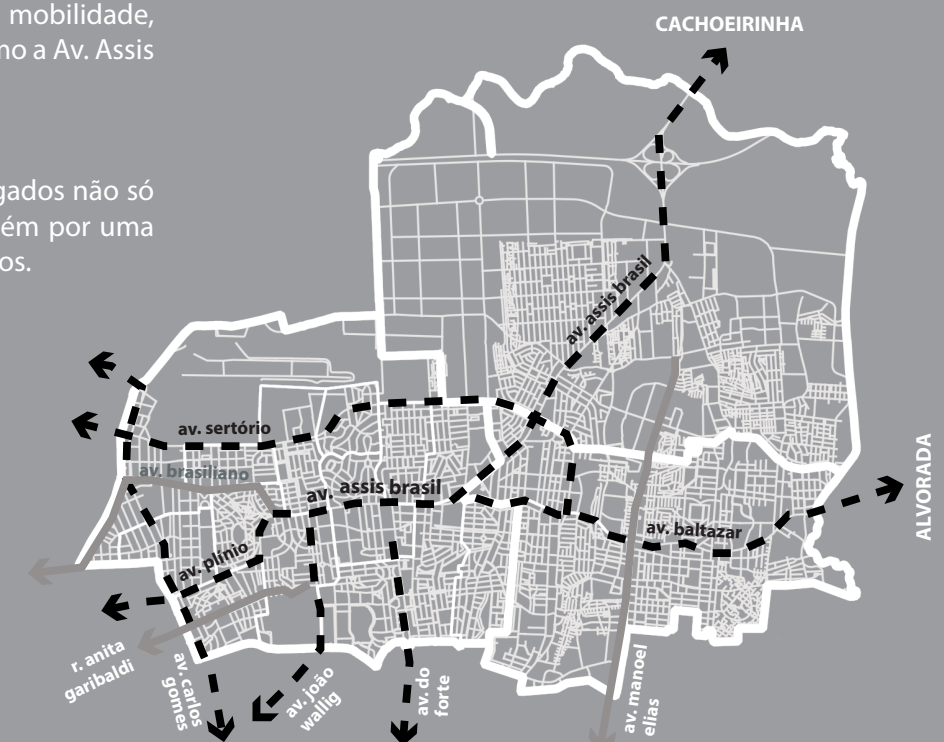 mobilidade,
no a Av. Assis
gados não só
ém por uma
os.
CACHOEIRINHA
av. assis brasil
av. sertório
av. brasiliano
av. assis brasil
av. plínio
av. baltazar
ALVORADA
r. anita
garibaldi
av. carlos
gomes
av. joão
wallig
av. do
forte
av. manoel
elias